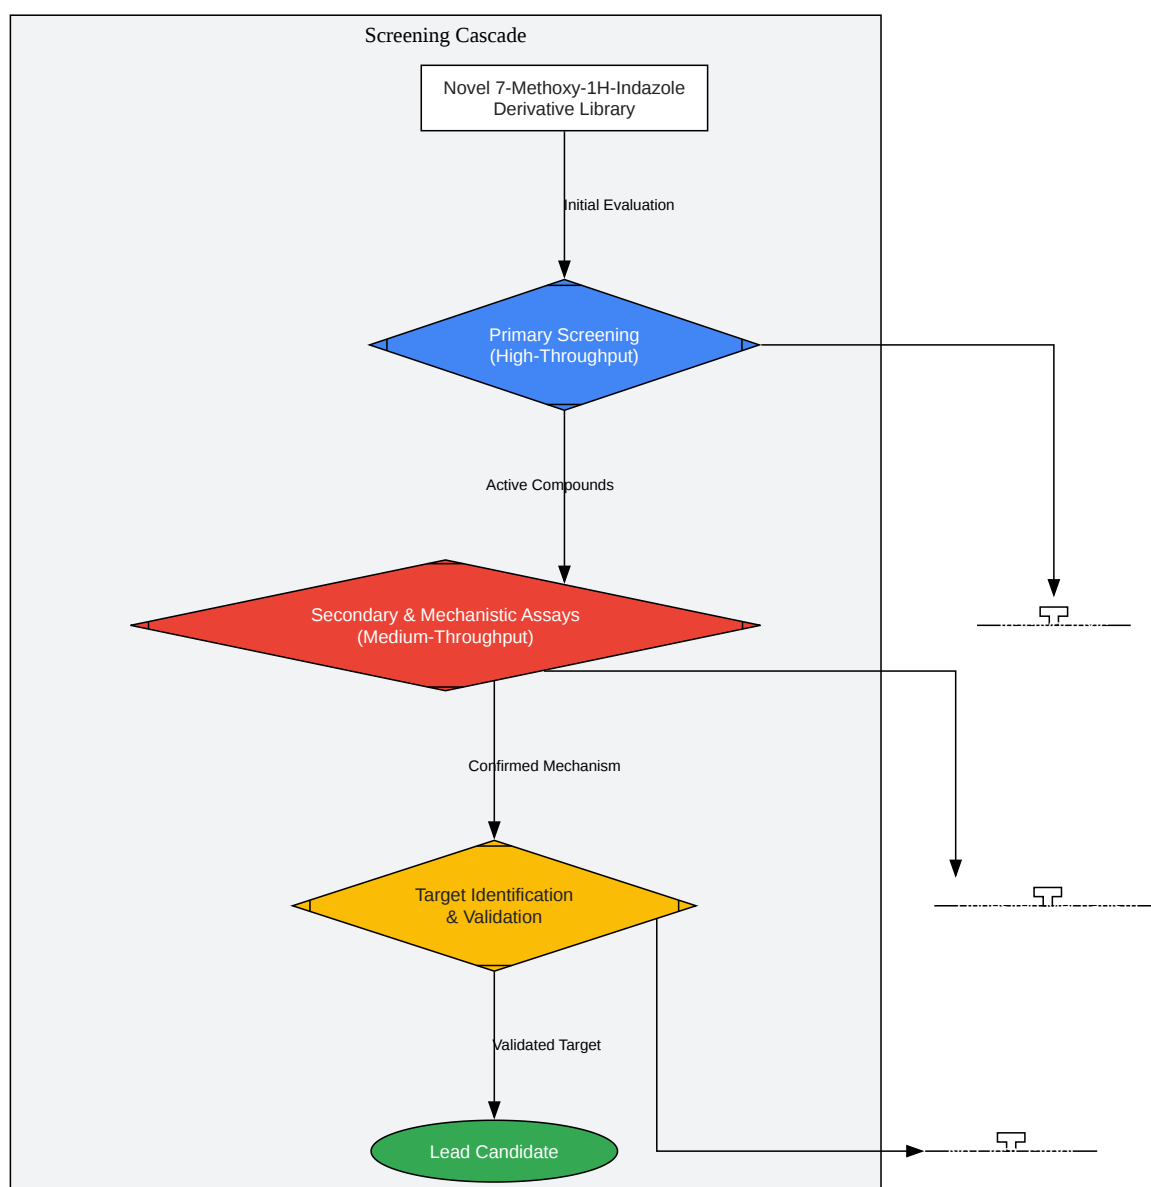 Screening Cascade
Novel 7-Methoxy-1H-Indazole
Derivative Library
Initial Evaluation
Primary Screening
(High-Throughput)
Active Compounds
Secondary & Mechanistic Assays
(Medium-Throughput)
Confirmed Mechanism
Target Identification
& Validation
Validated Target
Lead Candidate